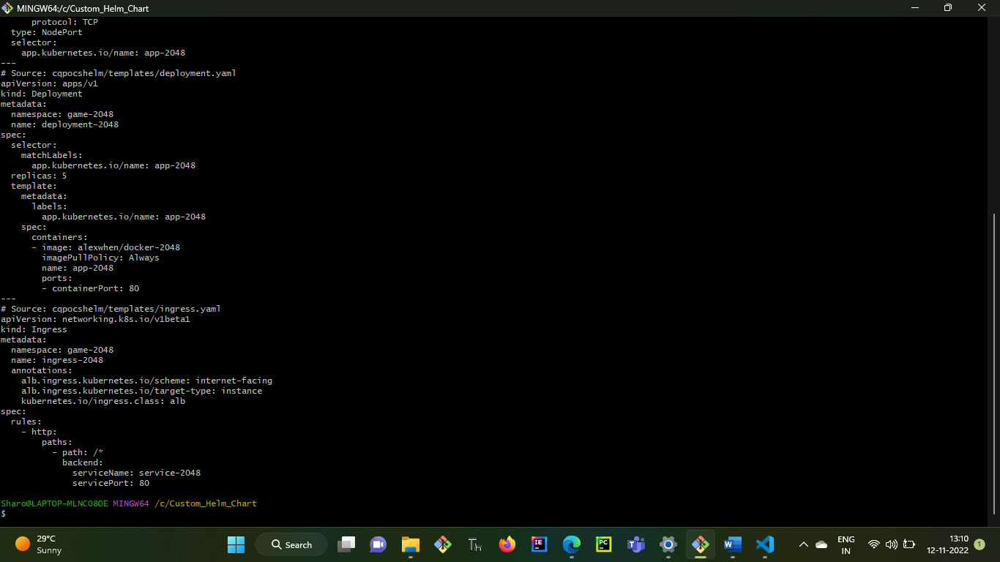 MINGW64:/c/Custom_Helm_Chart
      protocol: TCP
  type: NodePort
  selector:
    app.kubernetes.io/name: app-2048
---
# Source: cqpocshelm/templates/deployment.yaml
apiVersion: apps/v1
kind: Deployment
metadata:
  namespace: game-2048
  name: deployment-2048
spec:
  selector:
    matchLabels:
      app.kubernetes.io/name: app-2048
  replicas: 5
  template:
    metadata:
      labels:
        app.kubernetes.io/name: app-2048
    spec:
      containers:
      - image: alexwhen/docker-2048
        imagePullPolicy: Always
        name: app-2048
        ports:
        - containerPort: 80
---
# Source: cqpocshelm/templates/ingress.yaml
apiVersion: networking.k8s.io/v1beta1
kind: Ingress
metadata:
  namespace: game-2048
  name: ingress-2048
  annotations:
    alb.ingress.kubernetes.io/scheme: internet-facing
    alb.ingress.kubernetes.io/target-type: instance
    kubernetes.io/ingress.class: alb
spec:
  rules:
    - http:
        paths:
          - path: /*
            backend:
              serviceName: service-2048
              servicePort: 80
Sharo@LAPTOP-MLNCO8OE MINGW64 /c/Custom_Helm_Chart
$
29°C
Sunny
Search
Th
IE
PC
W
ENG
IN
13:10
12-11-2022
1